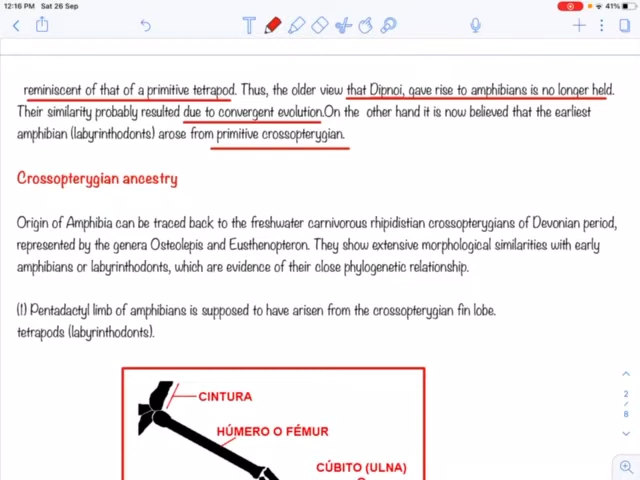 12:16 PM Sat 26 Sep
41%
reminiscent of that of a primitive tetrapod. Thus, the older view that Dipnoi, gave rise to amphibians is no longer held.
Their similarity probably resulted due to convergent evolution.On the other hand it is now believed that the earliest
amphibian (labyrinthodonts) arose from primitive crossopterygian.
Crossopterygian ancestry
Origin of Amphibia can be traced back to the freshwater carnivorous rhipidistian crossopterygians of Devonian period,
represented by the genera Osteolepis and Eusthenopteron. They show extensive morphological similarities with early
amphibians or labyrinthodonts, which are evidence of their close phylogenetic relationship.
(1) Pentadactyl limb of amphibians is supposed to have arisen from the crossopterygian fin lobe.
tetrapods (labyrinthodonts).
CINTURA
HÚMERO O FÉMUR
CÚBITO (ULNA)
2
/
8